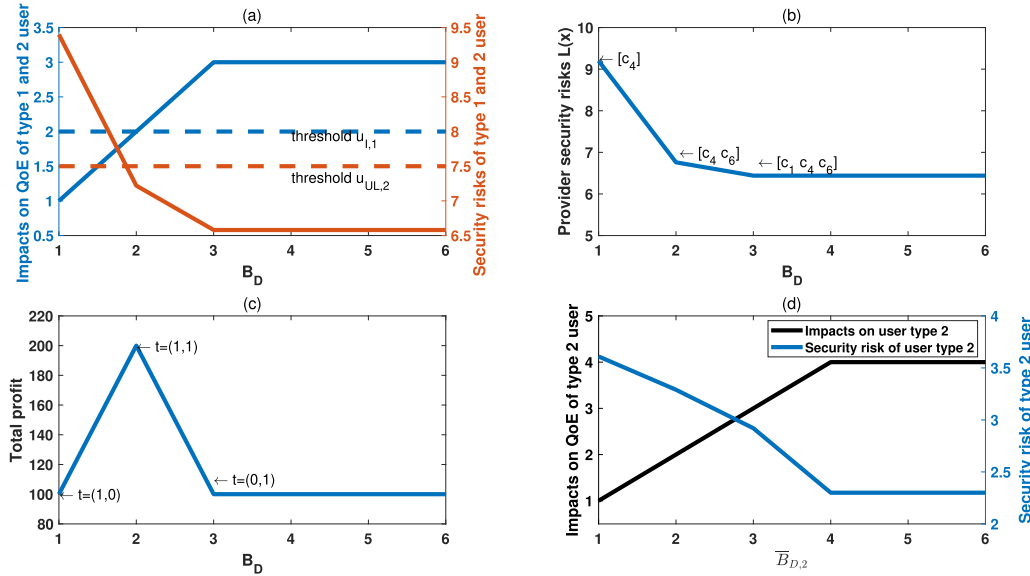 (a)
Impacts on QoE of type 1 and 2 user
3.5
3
2.5
2
1.5
1
0.5
9.5
9
8.5
8
7.5
7
6.5
Security risks of type 1 and 2 user
threshold u_{I,1}
threshold u_{UL,2}
1 2 3 4 5 6
B_D
(b)
Provider security risks L(x)
10
9
8
7
6
5
← [c_4]
← [c_4 c_6]
← [c_1 c_4 c_6]
1 2 3 4 5 6
B_D
(c)
Total profit
220
200
180
160
140
120
100
80
← t=(1,1)
← t=(0,1)
← t=(1,0)
1 2 3 4 5 6
B_D
(d)
Impacts on QoE of type 2 user
5
4
3
2
1
Impacts on user type 2
Security risk of user type 2
4
3.5
3
2.5
2
Security risk of type 2 user
1 2 3 4 5 6
B̅_{D,2}